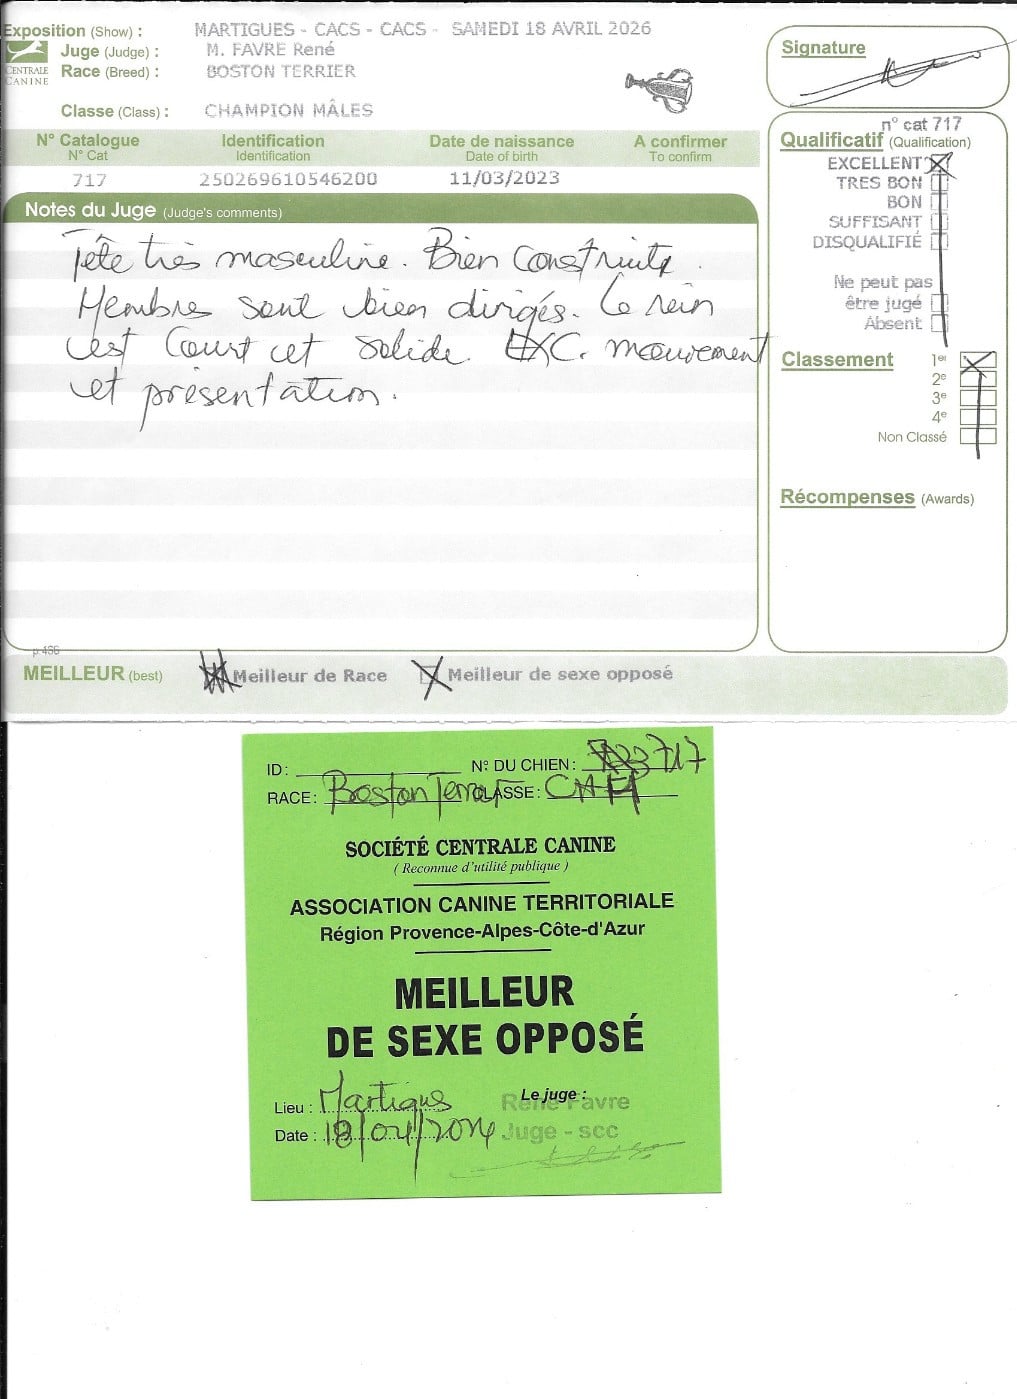 Exposition (Show) : MARTIGUES - CACS - CACS - SAMEDI 18 AVRIL 2026
Juge (Judge) : M. FAVRE René
Race (Breed) : BOSTON TERRIER
CENTRALE
CANINE
Classe (Class) : CHAMPION MÂLES
Signature
N° Catalogue Identification Date de naissance A confirmer
N° Cat Identification Date of birth To confirm
717 250269610546200 11/03/2023
n° cat 717
Qualificatif (Qualification)
EXCELLENT
TRES BON
BON
SUFFISANT
DISQUALIFIÉ
Ne peut pas
être jugé
Absent
Notes du Juge (Judge's comments)
Tête très masculine. Bien Construite.
Membres sont bien dirigés. Le rein
est Court et solide. EXC. mouvement
et présentation.
Classement 1er
2e
3e
4e
Non Classé
Récompenses (Awards)
p.466
MEILLEUR (best) Meilleur de Race Meilleur de sexe opposé
ID : N° DU CHIEN : 717
RACE : Boston Terrier CLASSE :
SOCIÉTÉ CENTRALE CANINE
( Reconnue d'utilité publique )
ASSOCIATION CANINE TERRITORIALE
Région Provence-Alpes-Côte-d'Azur
MEILLEUR
DE SEXE OPPOSÉ
Lieu : Martigues Le juge :
René Favre
Date : 18/04/ Juge - scc